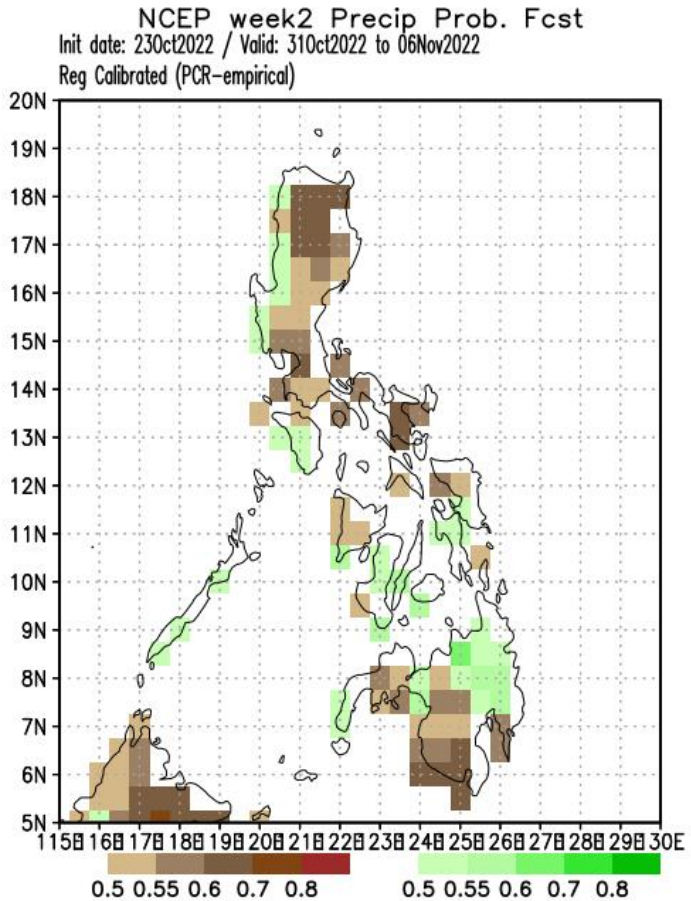 NCEP week2 Precip Prob. Fcst
Init date: 23Oct2022 / Valid: 31Oct2022 to 06Nov2022
Reg Calibrated (PCR-empirical)
20N
19N
18N
17N
16N
15N
14N
13N
12N
11N
10N
9N
8N
7N
6N
5N
115E 116E 117E 118E 119E 120E 121E 122E 123E 124E 125E 126E 127E 128E 129E 130E
0.5 0.55 0.6 0.7 0.8 0.5 0.55 0.6 0.7 0.8